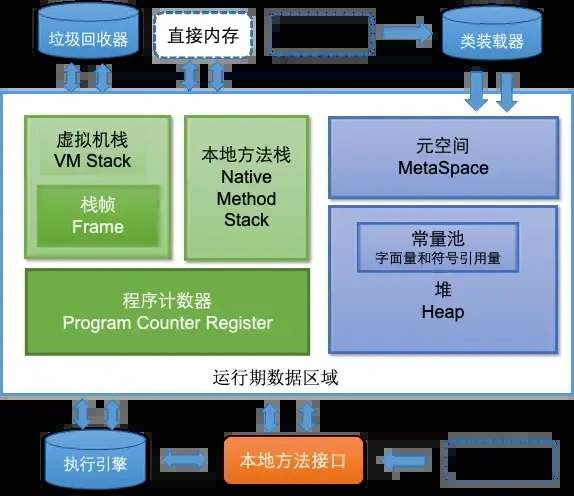 垃圾回收器
直接内存
类装载器
虚拟机栈
VM Stack
栈帧
Frame
本地方法栈
Native
Method
Stack
元空间
MetaSpace
常量池
字面量和符号引用量
堆
Heap
程序计数器
Program Counter Register
运行期数据区域
执行引擎
本地方法接口